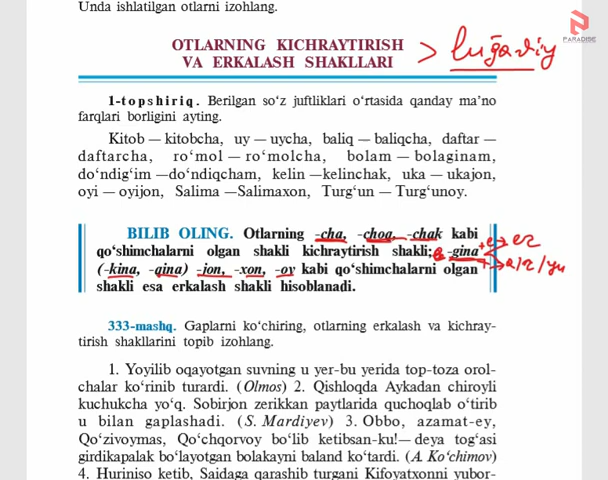 Unda ishlatilgan otlarni izohlang.
PARADISE
OTLARNING KICHRAYTIRISH
VA ERKALASH SHAKLLARI
> lug'aviy
1-topshiriq. Berilgan so‘z juftliklari o‘rtasida qanday ma’no
farqlari borligini ayting.
Kitob — kitobcha, uy — uycha, baliq — baliqcha, daftar —
daftarcha, ro‘mol — ro‘molcha, bolam — bolaginam,
do‘ndig‘im —do‘ndiqcham, kelin —kelinchak, uka — ukajon,
oyi — oyijon, Salima —Salimaxon, Turg‘un — Turg‘unoy.
BILIB OLING. Otlarning -cha, -choq, -chak kabi
qo‘shimchalarni olgan shakli kichraytirish shakli; -gina
(-kina, -qina) -jon, -xon, -oy kabi qo‘shimchalarni olgan
shakli esa erkalash shakli hisoblanadi.
333-mashq. Gaplarni ko‘chiring, otlarning erkalash va kichray-
tirish shakllarini topib izohlang.
1. Yoyilib oqayotgan suvning u yer-bu yerida top-toza orol-
chalar ko‘rinib turardi. (Olmos) 2. Qishloqda Aykadan chiroyli
kuchukcha yo‘q. Sobirjon zerikkan paytlarida quchoqlab o‘tirib
u bilan gaplashadi. (S. Mardiyev) 3. Obbo, azamat-ey,
Qo‘zivoymas, Qo‘chqorvoy bo‘lib ketibsan-ku!— deya tog‘asi
girdikapalak bo‘layotgan bolakayni baland ko‘tardi. (A. Ko‘chimov)
4. Huriniso ketib, Saidaga qarashib turgani Kifoyatxonni yubor-